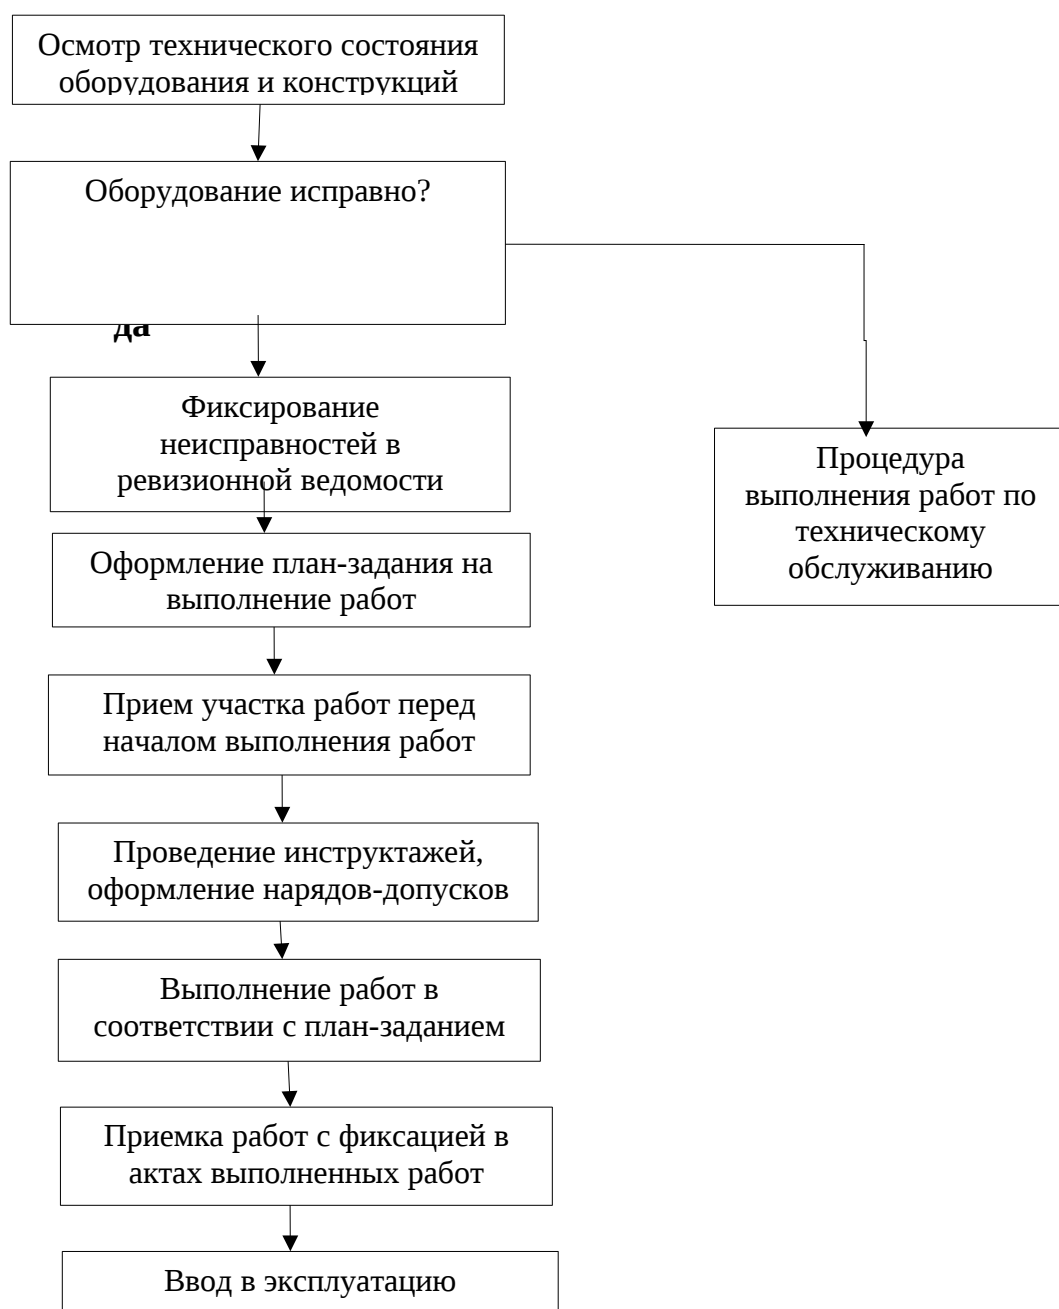 Осмотр технического состояния
оборудования и конструкций
Оборудование исправно?
да
Фиксирование
неисправностей в
ревизионной ведомости
Оформление план-задания на
выполнение работ
Прием участка работ перед
началом выполнения работ
Проведение инструктажей,
оформление нарядов-допусков
Выполнение работ в
соответствии с план-заданием
Приемка работ с фиксацией в
актах выполненных работ
Ввод в эксплуатацию
Процедура
выполнения работ по
техническому
обслуживанию